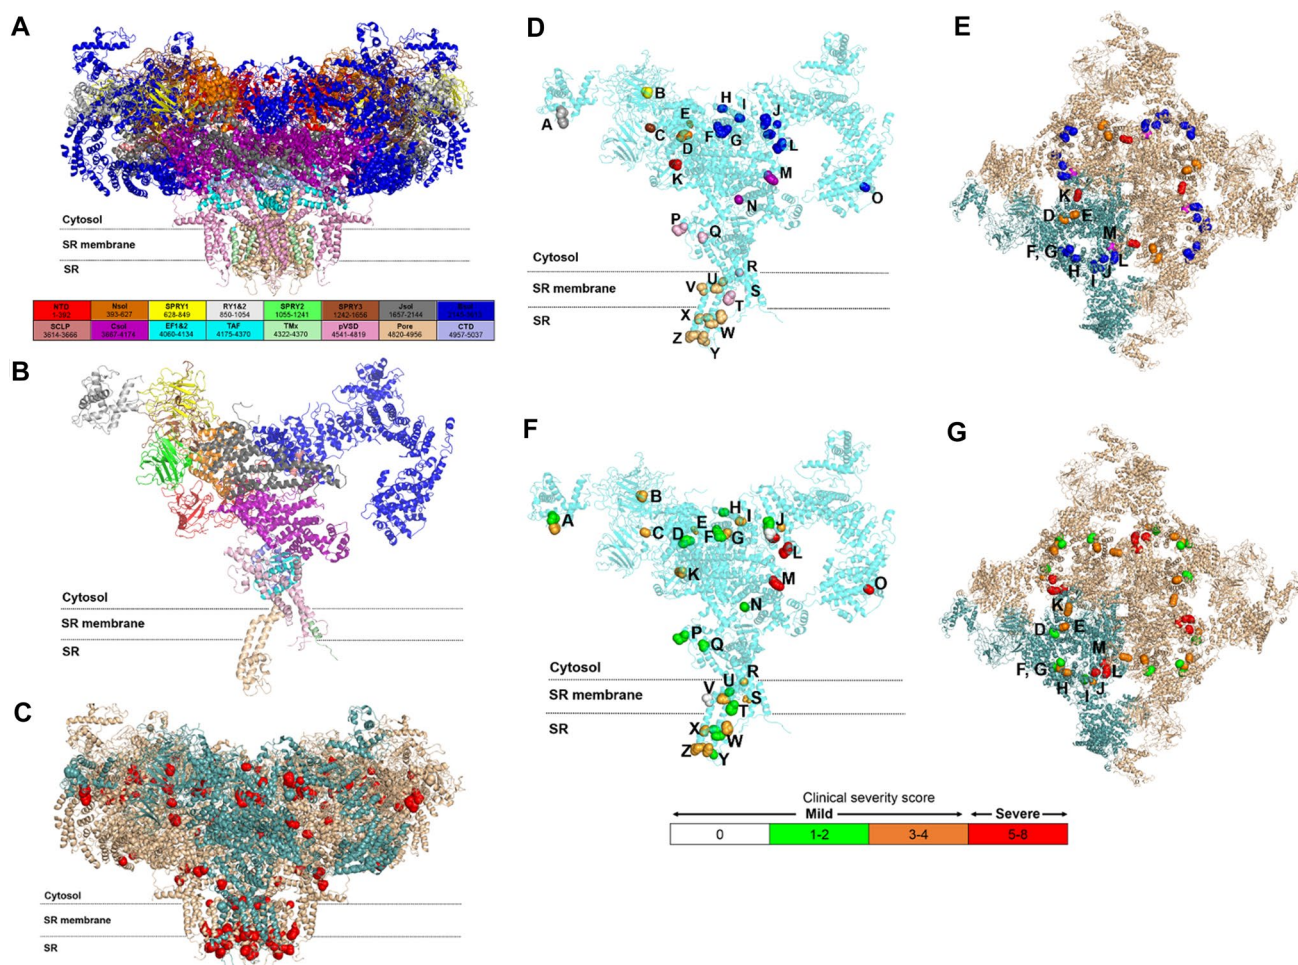 A
Cytosol
SR membrane
SR
NTD Nsol SPRY1 RY1&2 SPRY2 SPRY3 Jsol
393-627 628-849 850-1054 1055-1241 1242-1656 1657-2144
SCLP Csol EF1&2 TAF TMx pVSD Pore CTD
3614-3666 3667-4174 4060-4134 4175-4370 4322-4370 4541-4819 4820-4956 4957-5037
B
Cytosol
SR membrane
SR
C
Cytosol
SR membrane
SR
D
A
B
C
D
E
F
G
H
I
J
K
L
M
N
O
P
Q
R
S
T
U
V
W
X
Y
Z
Cytosol
SR membrane
SR
E
K
D
E
M
F, G
H
I
J
L
F
A
B
C
D
E
F
G
H
I
J
K
L
M
N
O
P
Q
R
S
T
U
V
W
X
Y
Z
Cytosol
SR membrane
SR
G
K
D
E
M
F, G
H
I
J
L
Clinical severity score
Mild Severe
0 1-2 3-4 5-8